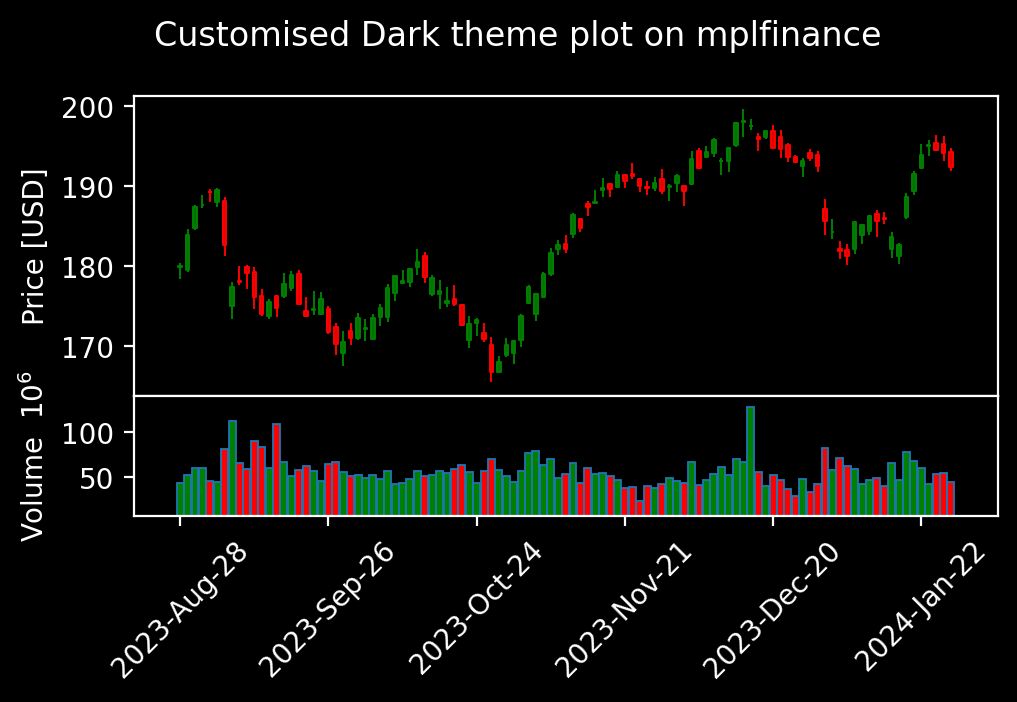 Customised Dark theme plot on mplfinance
200
190
180
170
Price [USD]
100
50
Volume 10⁶
2023-Aug-28
2023-Sep-26
2023-Oct-24
2023-Nov-21
2023-Dec-20
2024-Jan-22